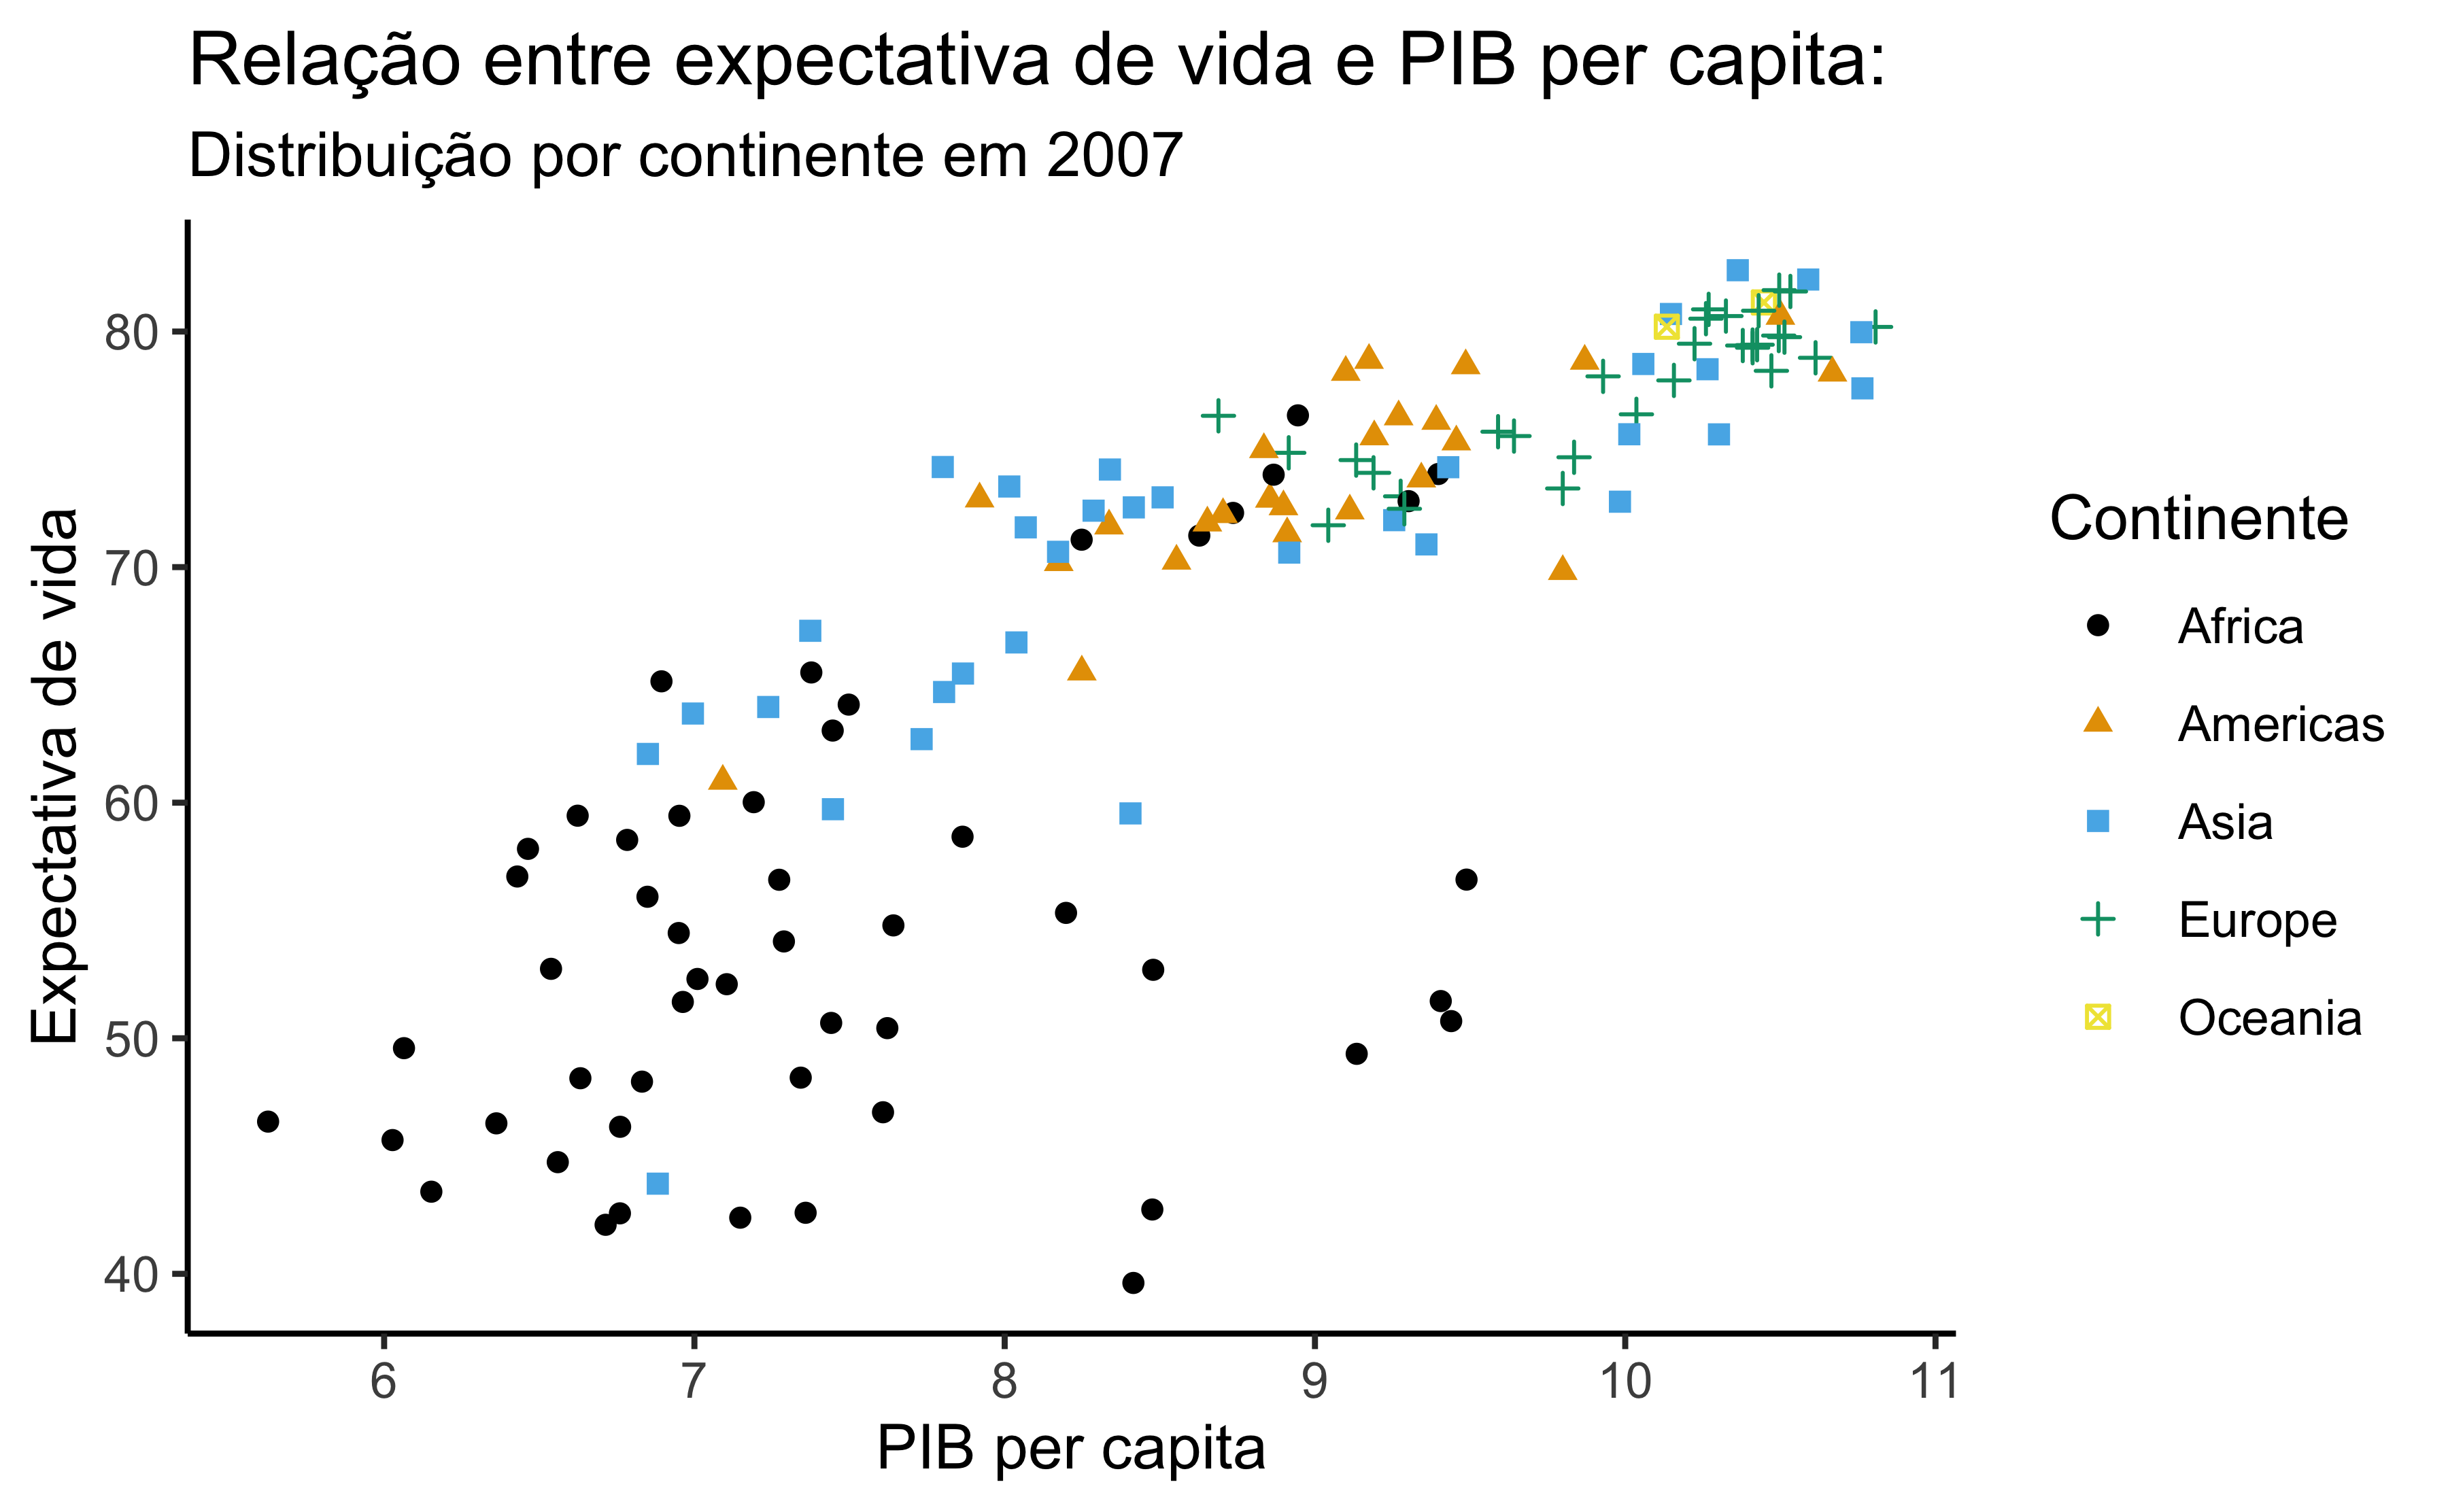 Relação entre expectativa de vida e PIB per capita:
Distribuição por continente em 2007
Expectativa de vida
80
70
60
50
40
6
7
8
9
10
11
PIB per capita
Continente
Africa
Americas
Asia
Europe
Oceania